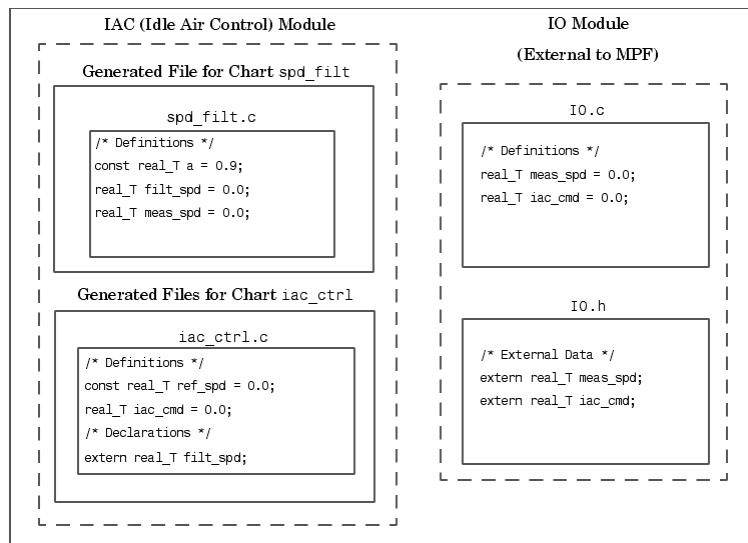 IAC (Idle Air Control) Module
Generated File for Chart spd_filt
spd_filt.c
/* Definitions */
const real_T a = 0.9;
real_T filt_spd = 0.0;
real_T meas_spd = 0.0;
Generated Files for Chart iac_ctrl
iac_ctrl.c
/* Definitions */
const real_T ref_spd = 0.0;
real_T iac_cmd = 0.0;
/* Declarations */
extern real_T filt_spd;
IO Module
(External to MPF)
IO.c
/* Definitions */
real_T meas_spd = 0.0;
real_T iac_cmd = 0.0;
IO.h
/* External Data */
extern real_T meas_spd;
extern real_T iac_cmd;